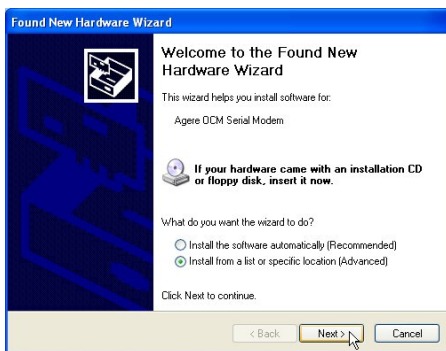 Found New Hardware Wizard
Welcome to the Found New
Hardware Wizard
This wizard helps you install software for:
Agere OCM Serial Modem
If your hardware came with an installation CD
or floppy disk, insert it now.
What do you want the wizard to do?
Install the software automatically (Recommended)
Install from a list or specific location (Advanced)
Click Next to continue.
< Back Next > Cancel